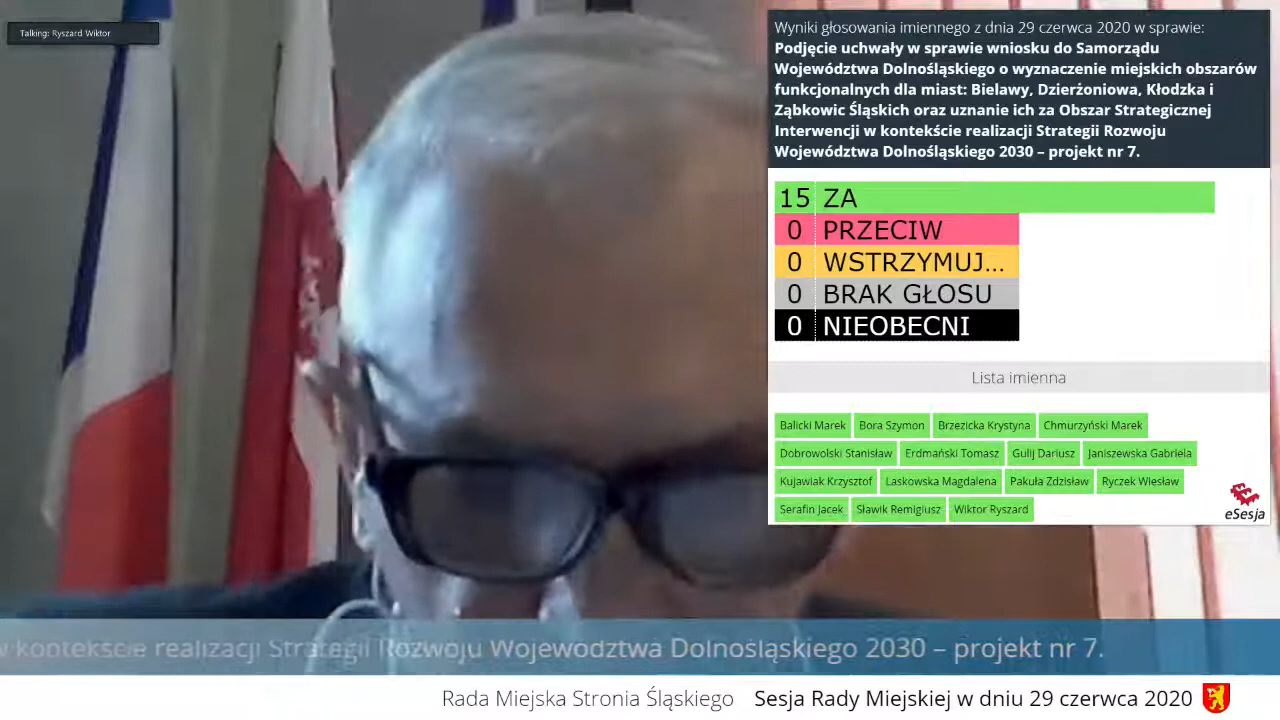 Talking: Ryszard Wiktor
Wyniki głosowania imiennego z dnia 29 czerwca 2020 w sprawie:
Podjęcie uchwały w sprawie wniosku do Samorządu
Województwa Dolnośląskiego o wyznaczenie miejskich obszarów
funkcjonalnych dla miast: Bielawy, Dzierżoniowa, Kłodzka i
Ząbkowic Śląskich oraz uznanie ich za Obszar Strategicznej
Interwencji w kontekście realizacji Strategii Rozwoju
Województwa Dolnośląskiego 2030 – projekt nr 7.
15 ZA
0 PRZECIW
0 WSTRZYMUJ...
0 BRAK GŁOSU
0 NIEOBECNI
Lista imienna
Balicki Marek Bora Szymon Brzezicka Krystyna Chmurzyński Marek
Dobrowolski Stanisław Erdmański Tomasz Gulij Dariusz Janiszewska Gabriela
Kujawiak Krzysztof Laskowska Magdalena Pakuła Zdzisław Ryczek Wiesław
Serafin Jacek Sławik Remigiusz Wiktor Ryszard
eSesja
w kontekście realizacji Strategii Rozwoju Województwa Dolnośląskiego 2030 – projekt nr 7.
Rada Miejska Stronia Śląskiego Sesja Rady Miejskiej w dniu 29 czerwca 2020